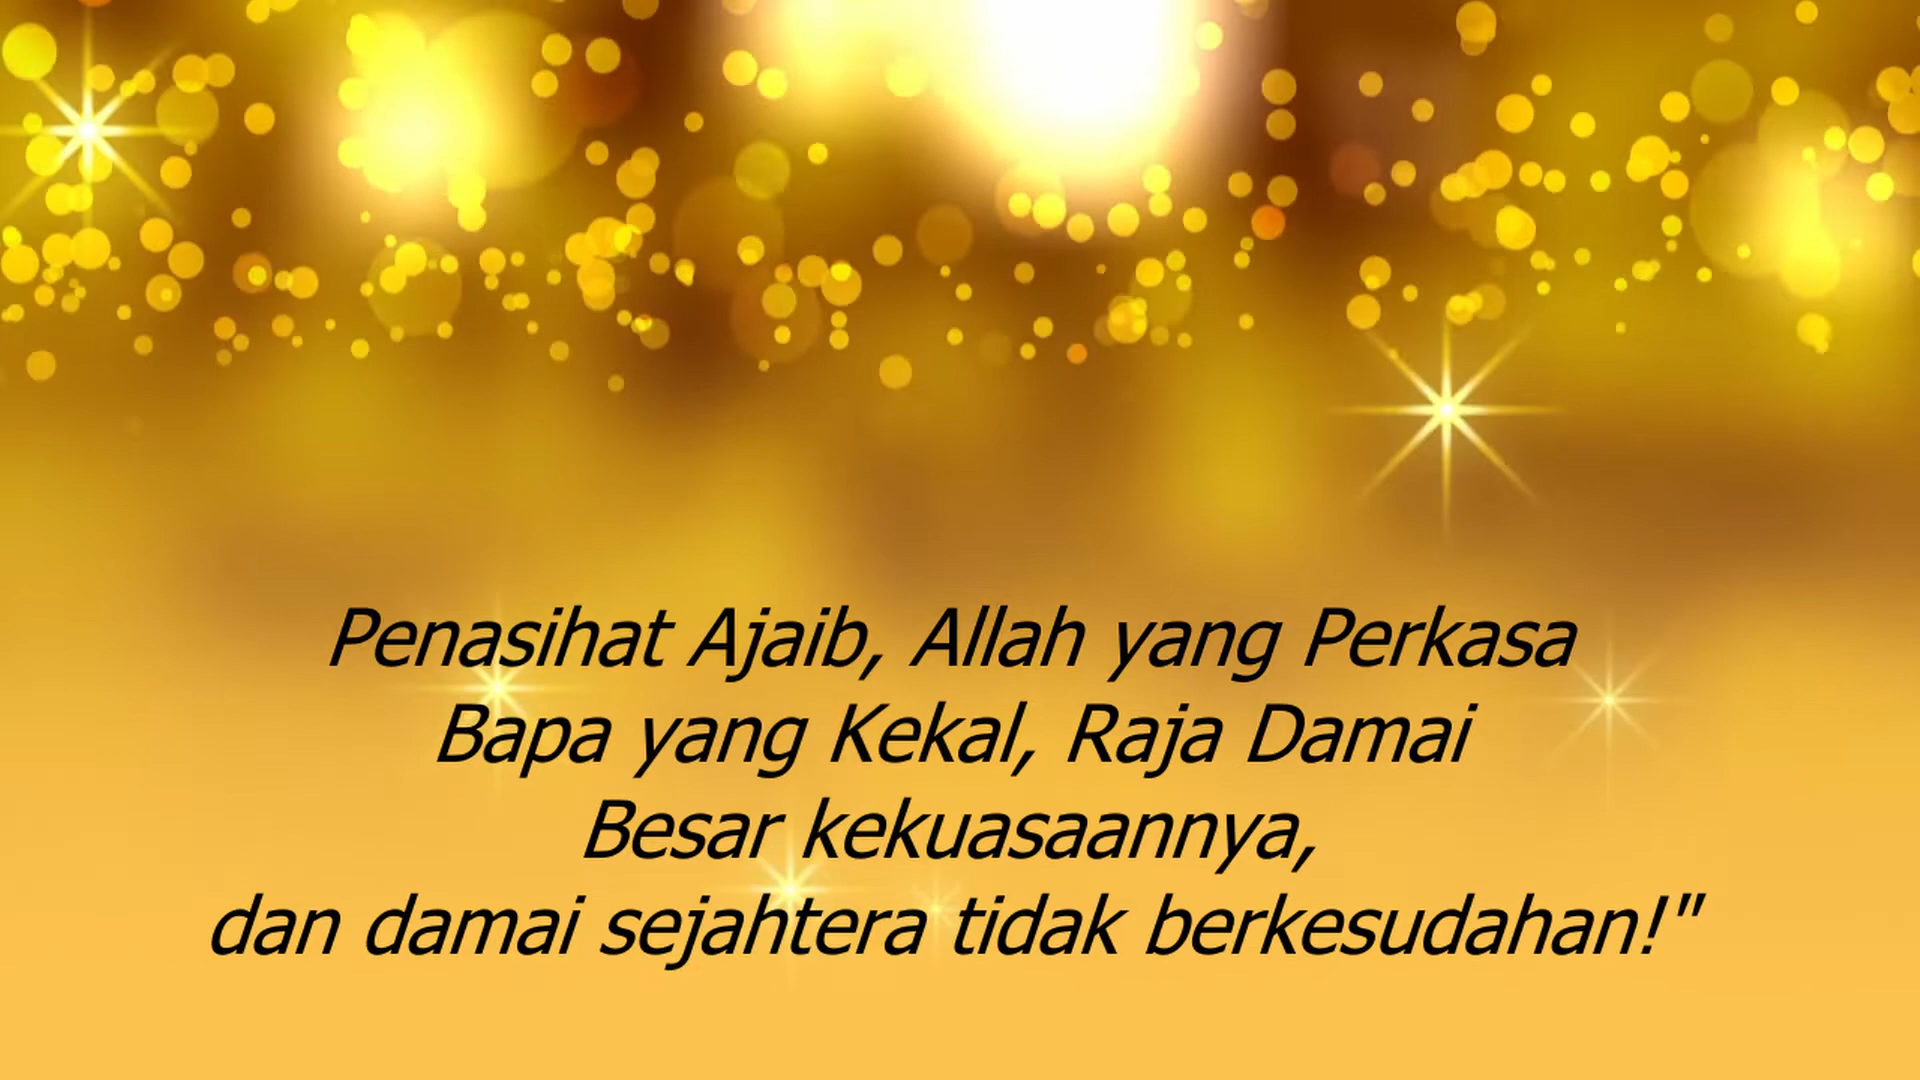 Penasihat Ajaib, Allah yang Perkasa
Bapa yang Kekal, Raja Damai
Besar kekuasaannya,
dan damai sejahtera tidak berkesudahan!"